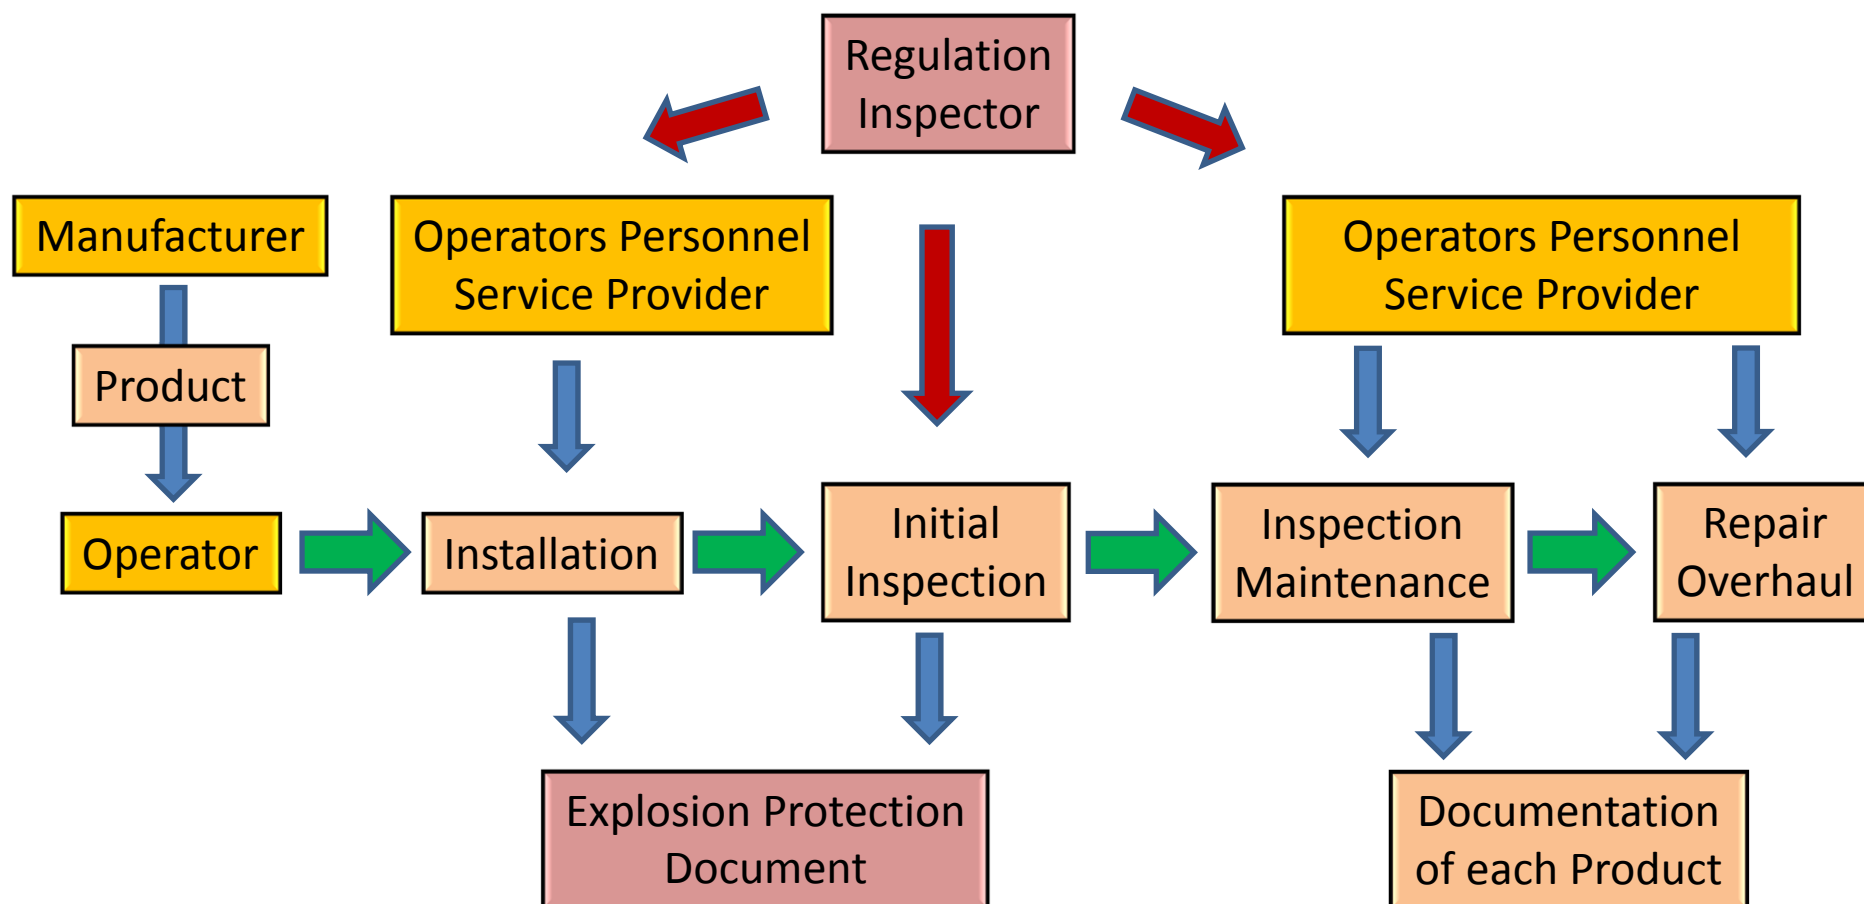 Regulation
Inspector
Manufacturer
Operators Personnel
Service Provider
Operators Personnel
Service Provider
Product
Operator
Installation
Initial
Inspection
Inspection
Maintenance
Repair
Overhaul
Explosion Protection
Document
Documentation
of each Product